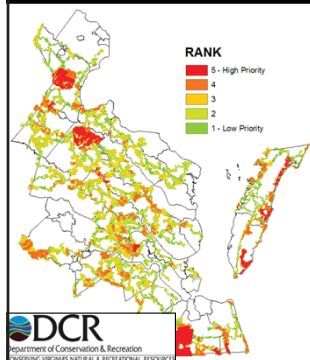 RANK
5 - High Priority
4
3
2
1 - Low Priority
DCR
Department of Conservation & Recreation
CONSERVING VIRGINIA'S NATURAL & RECREATIONAL RESOURCES